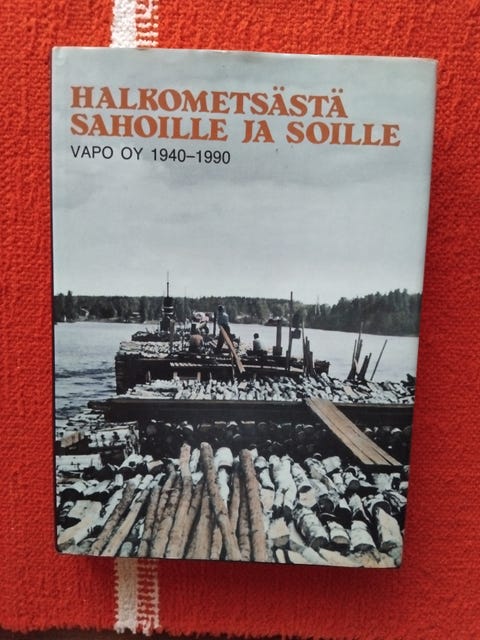 HALKOMETSÄSTÄ
SAHOILLE JA SOILLE
VAPO OY 1940–1990